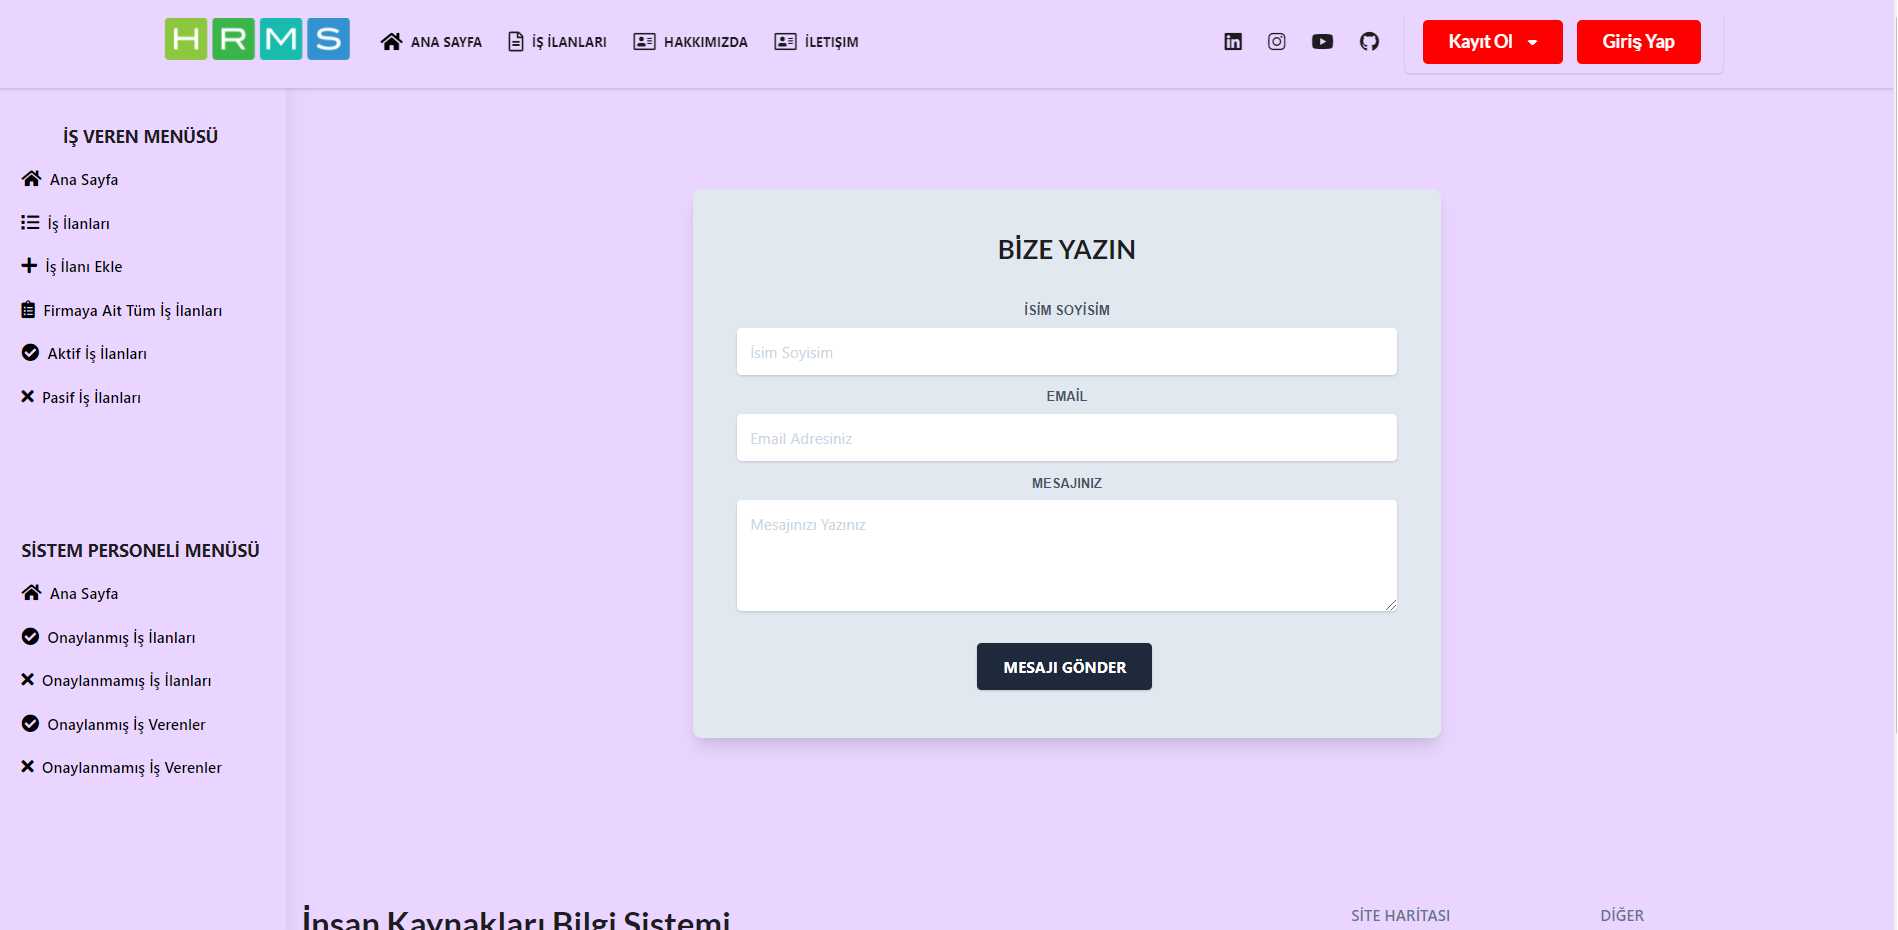 HRMS
ANA SAYFA
İŞ İLANLARI
HAKKIMIZDA
İLETIŞIM
Kayıt Ol
Giriş Yap
İŞ VEREN MENÜSÜ
Ana Sayfa
İş İlanları
İş İlanı Ekle
Firmaya Ait Tüm İş İlanları
Aktif İş İlanları
Pasif İş İlanları
SİSTEM PERSONELİ MENÜSÜ
Ana Sayfa
Onaylanmış İş İlanları
Onaylanmamış İş İlanları
Onaylanmış İş Verenler
Onaylanmamış İş Verenler
BİZE YAZIN
İSİM SOYİSİM
İsim Soyisim
EMAİL
Email Adresiniz
MESAJINIZ
Mesajınızı Yazınız
MESAJI GÖNDER
İnsan Kaynakları Bilgi Sistemi
SİTE HARİTASI
DİĞER